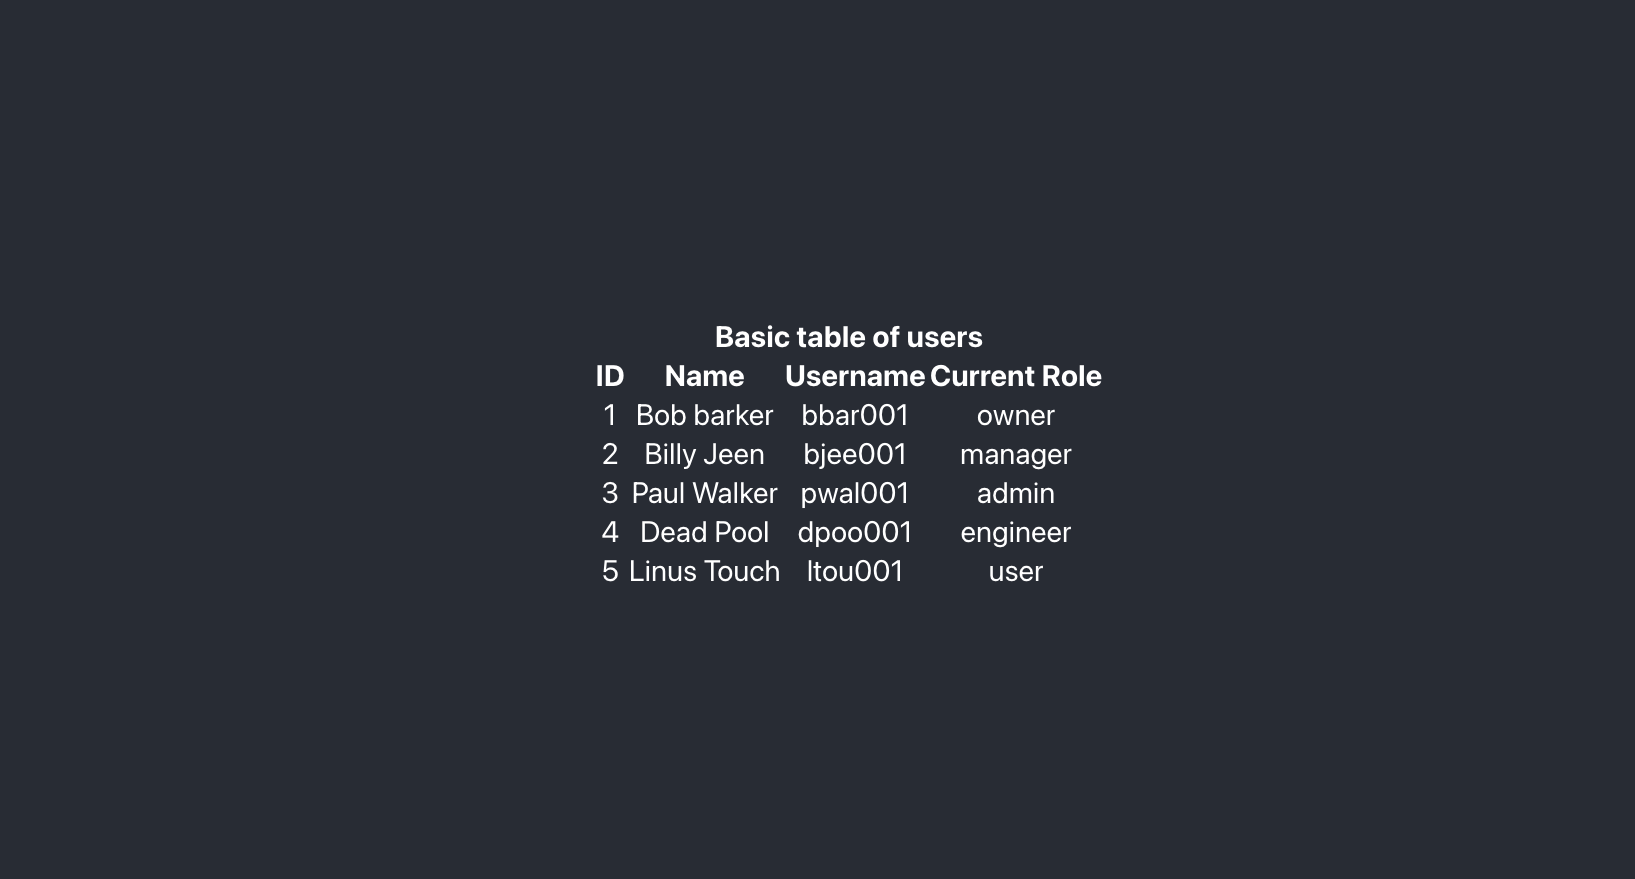 Basic table of users
ID Name Username Current Role
1 Bob barker bbar001 owner
2 Billy Jeen bjee001 manager
3 Paul Walker pwal001 admin
4 Dead Pool dpoo001 engineer
5 Linus Touch ltou001 user